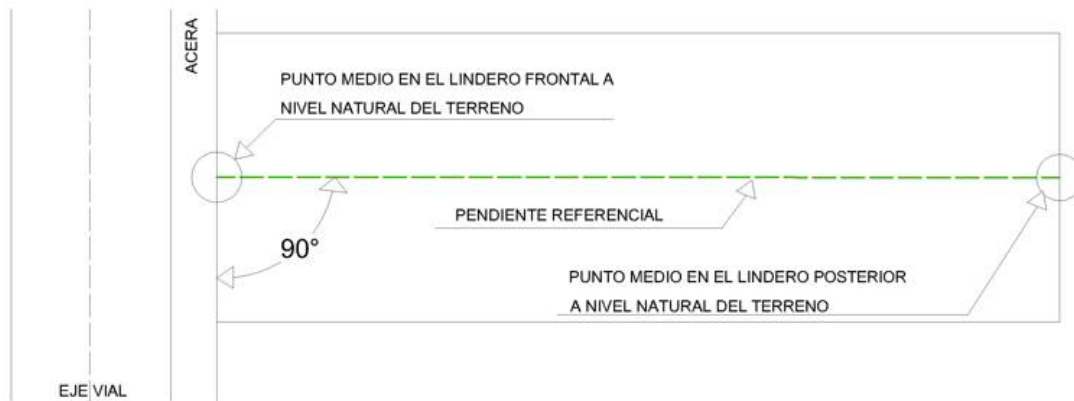 ACERA
PUNTO MEDIO EN EL LINDERO FRONTAL A
NIVEL NATURAL DEL TERRENO
PENDIENTE REFERENCIAL
90°
PUNTO MEDIO EN EL LINDERO POSTERIOR
A NIVEL NATURAL DEL TERRENO
EJE VIAL